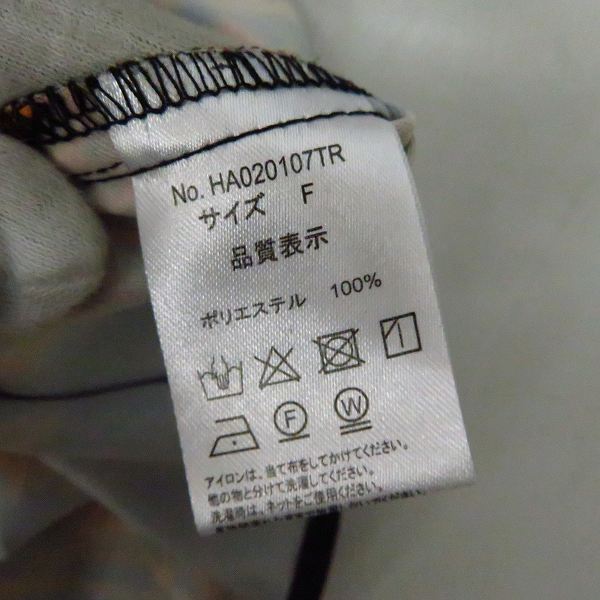 No. HA020107TR
サイズ F
品質表示
ポリエステル 100%
F W
アイロンは、当て布をしてかけてください。
他の物と分けて洗濯してください。
洗濯時は、ネットをご使用ください。